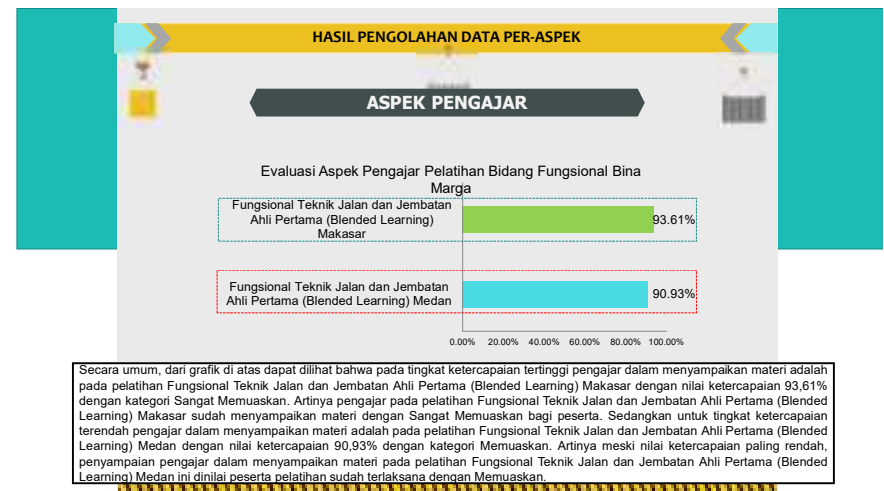 HASIL PENGOLAHAN DATA PER-ASPEK
ASPEK PENGAJAR
Evaluasi Aspek Pengajar Pelatihan Bidang Fungsional Bina
Marga
Fungsional Teknik Jalan dan Jembatan
Ahli Pertama (Blended Learning)
Makasar
93.61%
Fungsional Teknik Jalan dan Jembatan
Ahli Pertama (Blended Learning) Medan
90.93%
0.00% 20.00% 40.00% 60.00% 80.00% 100.00%
Secara umum, dari grafik di atas dapat dilihat bahwa pada tingkat ketercapaian tertinggi pengajar dalam menyampaikan materi adalah
pada pelatihan Fungsional Teknik Jalan dan Jembatan Ahli Pertama (Blended Learning) Makasar dengan nilai ketercapaian 93,61%
dengan kategori Sangat Memuaskan. Artinya pengajar pada pelatihan Fungsional Teknik Jalan dan Jembatan Ahli Pertama (Blended
Learning) Makasar sudah menyampaikan materi dengan Sangat Memuaskan bagi peserta. Sedangkan untuk tingkat ketercapaian
terendah pengajar dalam menyampaikan materi adalah pada pelatihan Fungsional Teknik Jalan dan Jembatan Ahli Pertama (Blended
Learning) Medan dengan nilai ketercapaian 90,93% dengan kategori Memuaskan. Artinya meski nilai ketercapaian paling rendah,
penyampaian pengajar dalam menyampaikan materi pada pelatihan Fungsional Teknik Jalan dan Jembatan Ahli Pertama (Blended
Learning) Medan ini dinilai peserta pelatihan sudah terlaksana dengan Memuaskan.